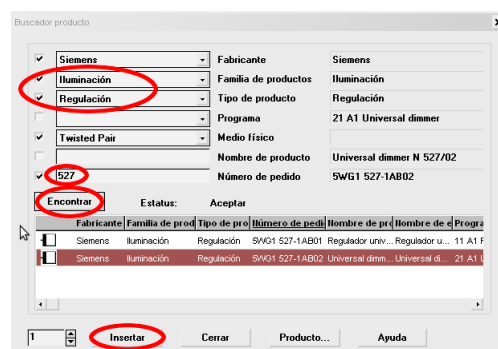 Buscador producto
Siemens Fabricante Siemens
Iluminación Familia de productos Iluminación
Regulación Tipo de producto Regulación
Programa 21 A1 Universal dimmer
Twisted Pair Medio físico
Nombre de producto Universal dimmer N 527/02
527 Número de pedido 5WG1 527-1AB02
Encontrar Estatus: Aceptar
Fabricante Familia de prod Tipo de pro Número de pedi Nombre de pro Nombre de e Progra
Siemens Iluminación Regulación 5WG1 527-1AB01 Regulador univ... Regulador u... 11 A1 F
Siemens Iluminación Regulación 5WG1 527-1AB02 Universal dimm... Universal di... 21 A1 U
1 Insertar Cerrar Producto... Ayuda